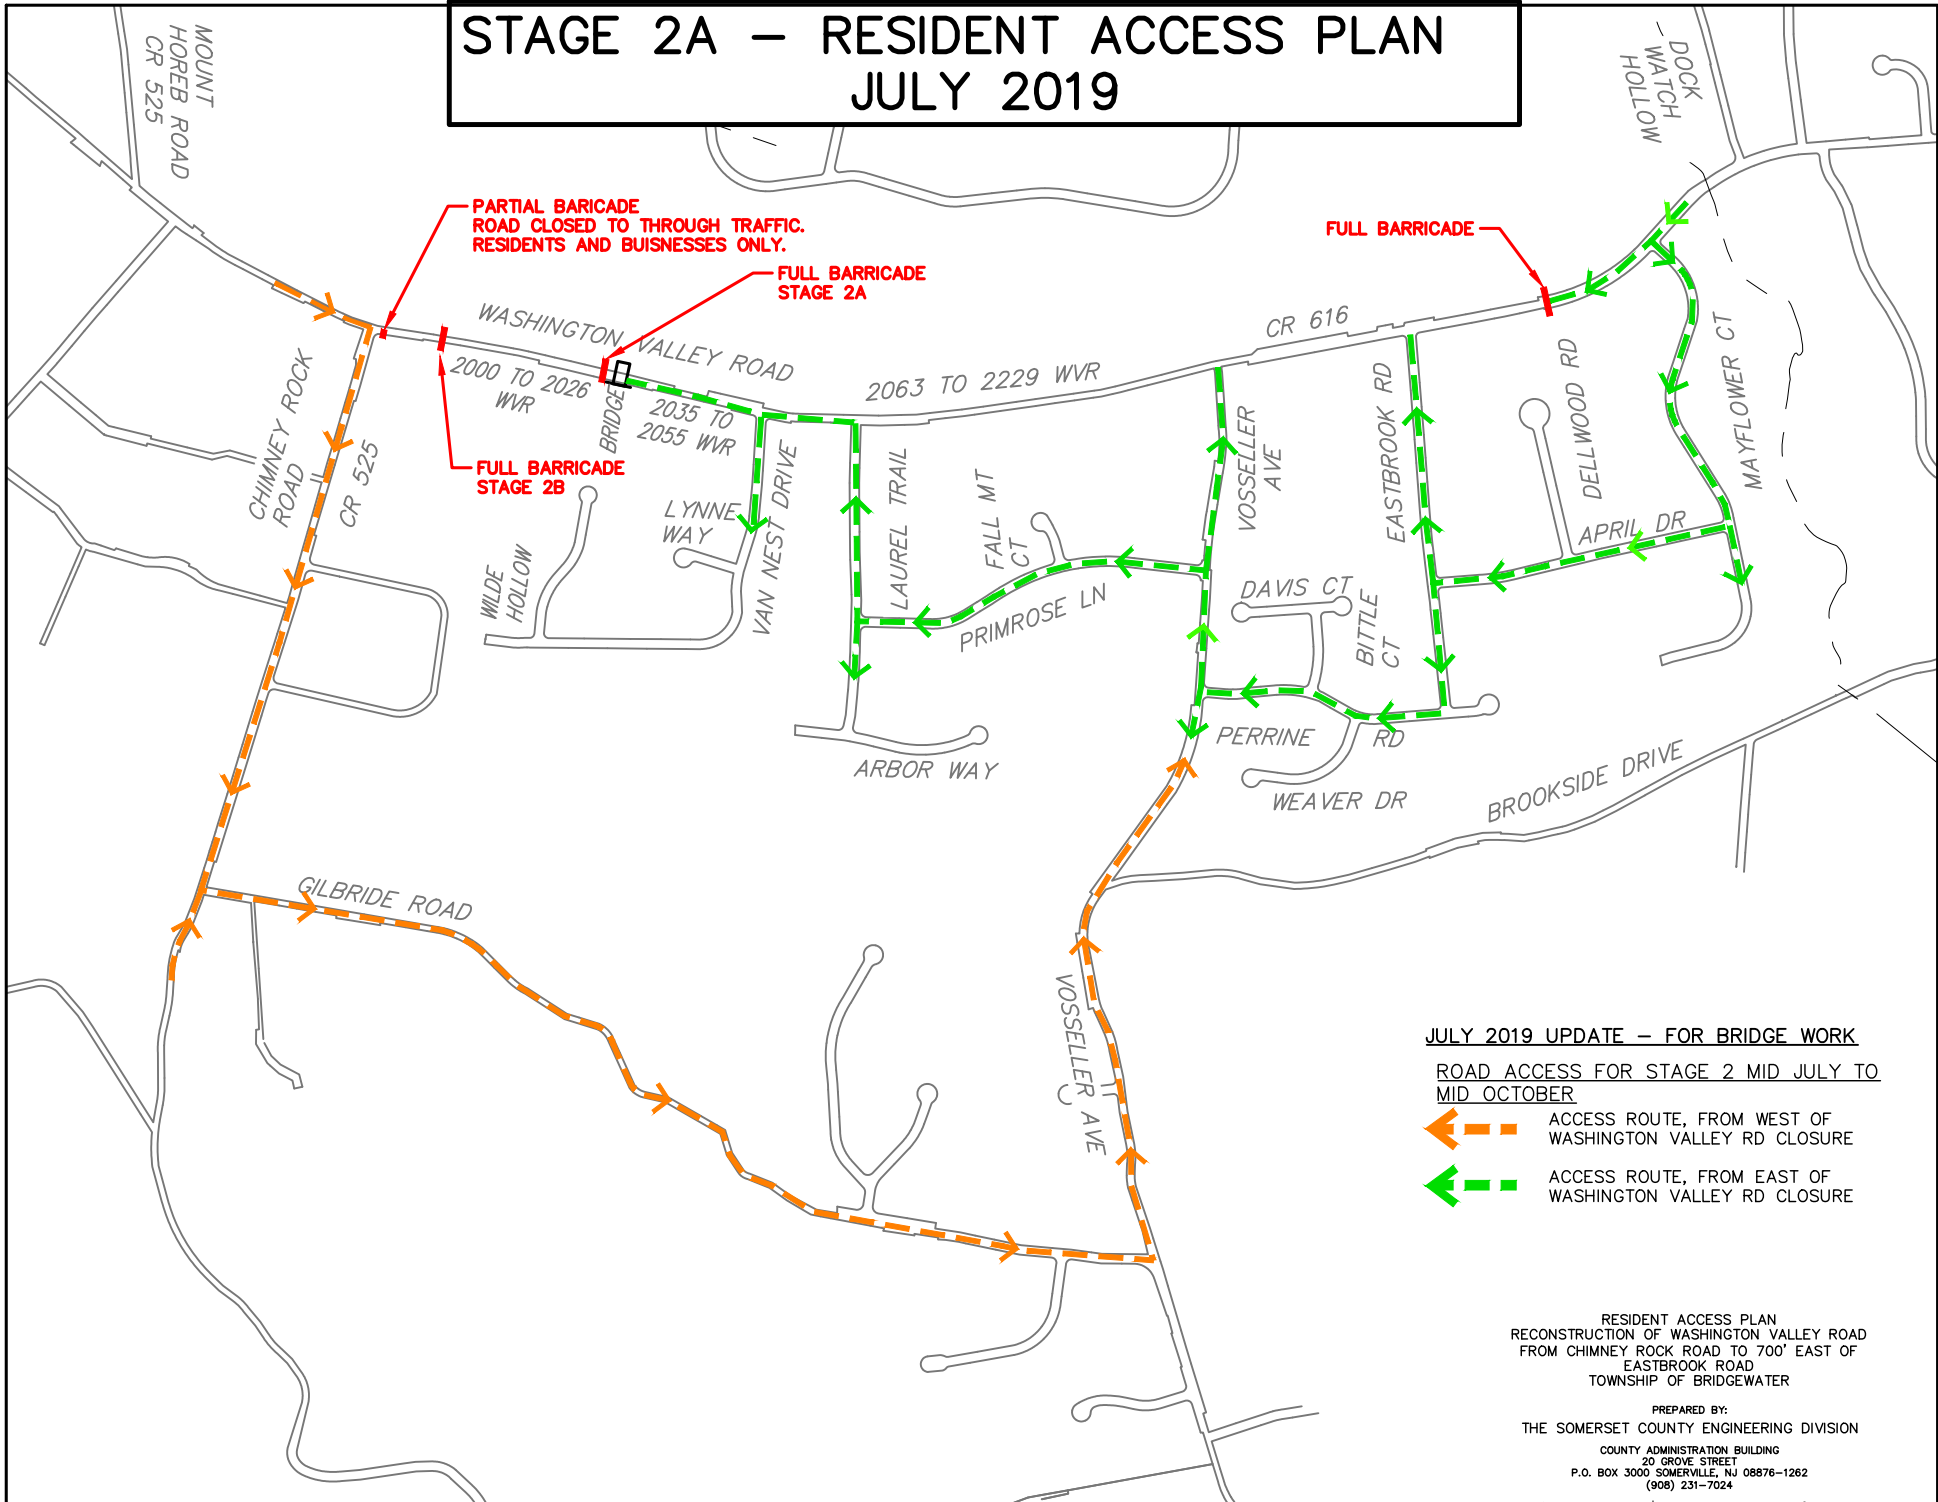 STAGE 2A – RESIDENT ACCESS PLAN
JULY 2019
MOUNT
HOREB ROAD
CR 525
DOCK
WATCH
HOLLOW
PARTIAL BARICADE
ROAD CLOSED TO THROUGH TRAFFIC.
RESIDENTS AND BUISNESSES ONLY.
FULL BARRICADE
FULL BARRICADE
STAGE 2A
WASHINGTON VALLEY ROAD
CR 616
2000 TO 2026
WVR
BRIDGE
2035 TO
2055 WVR
2063 TO 2229 WVR
FULL BARRICADE
STAGE 2B
CHIMNEY ROCK
ROAD
CR 525
LYNNE
WAY
WILDE
HOLLOW
VAN NEST DRIVE
LAUREL TRAIL
FALL MT
CT
PRIMROSE LN
VOSSELLER
AVE
EASTBROOK RD
DELLWOOD RD
MAYFLOWER CT
APRIL DR
DAVIS CT
BITTLE
CT
PERRINE RD
WEAVER DR
ARBOR WAY
BROOKSIDE DRIVE
GILBRIDE ROAD
VOSSELLER AVE
JULY 2019 UPDATE – FOR BRIDGE WORK
ROAD ACCESS FOR STAGE 2 MID JULY TO
MID OCTOBER
ACCESS ROUTE, FROM WEST OF
WASHINGTON VALLEY RD CLOSURE
ACCESS ROUTE, FROM EAST OF
WASHINGTON VALLEY RD CLOSURE
RESIDENT ACCESS PLAN
RECONSTRUCTION OF WASHINGTON VALLEY ROAD
FROM CHIMNEY ROCK ROAD TO 700' EAST OF
EASTBROOK ROAD
TOWNSHIP OF BRIDGEWATER
PREPARED BY:
THE SOMERSET COUNTY ENGINEERING DIVISION
COUNTY ADMINISTRATION BUILDING
20 GROVE STREET
P.O. BOX 3000 SOMERVILLE, NJ 08876–1262
(908) 231–7024